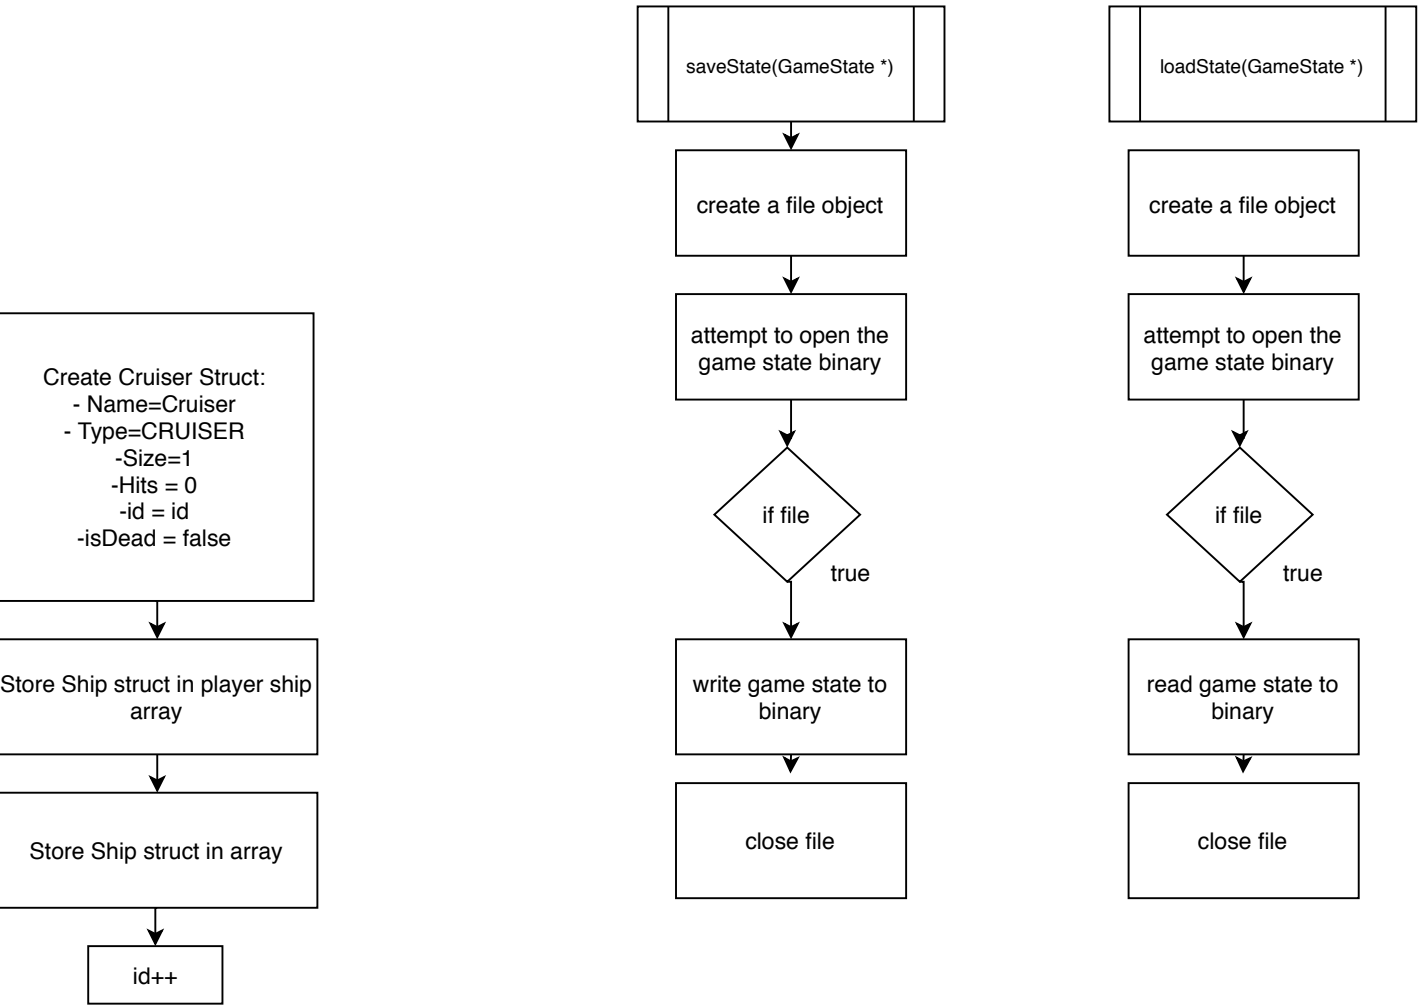 Create Cruiser Struct:
- Name=Cruiser
- Type=CRUISER
-Size=1
-Hits = 0
-id = id
-isDead = false
Store Ship struct in player ship
array
Store Ship struct in array
id++
saveState(GameState *)
create a file object
attempt to open the
game state binary
if file
true
write game state to
binary
close file
loadState(GameState *)
create a file object
attempt to open the
game state binary
if file
true
read game state to
binary
close file